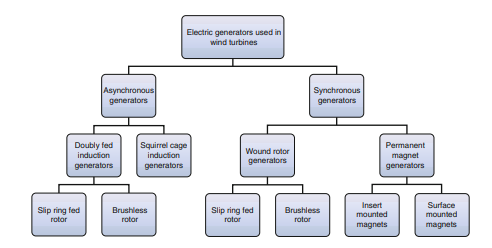 Electric generators used in
wind turbines
Asynchronous
generators
Synchronous
generators
Doubly fed
induction
generators
Squirrel cage
induction
generators
Wound rotor
generators
Permanent
magnet
generators
Slip ring fed
rotor
Brushless
rotor
Slip ring fed
rotor
Brushless
rotor
Insert
mounted
magnets
Surface
mounted
magnets